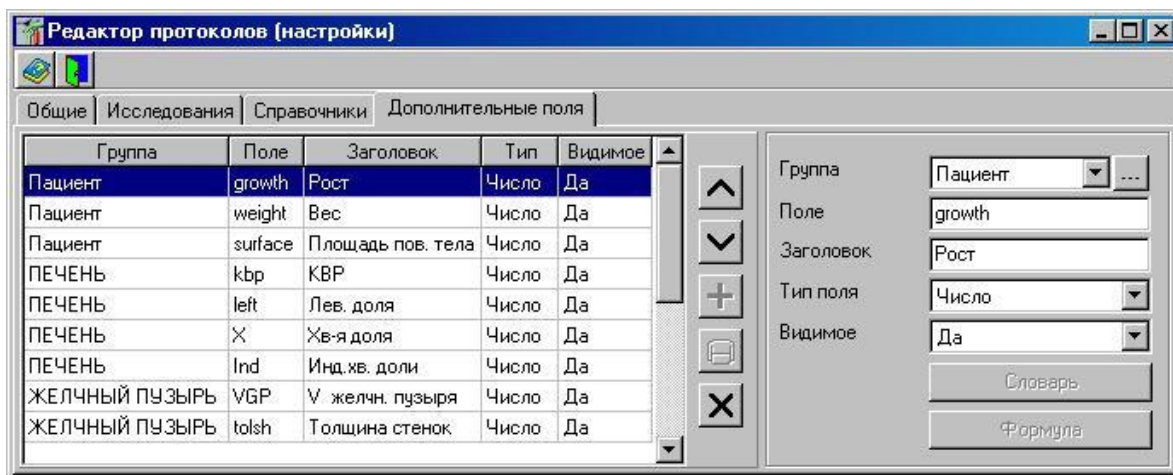 Редактор протоколов (настройки)
Общие Исследования Справочники Дополнительные поля
Группа Поле Заголовок Тип Видимое
Пациент growth Рост Число Да
Пациент weight Вес Число Да
Пациент surface Площадь пов. тела Число Да
ПЕЧЕНЬ kbp КВР Число Да
ПЕЧЕНЬ left Лев. доля Число Да
ПЕЧЕНЬ X Хв-я доля Число Да
ПЕЧЕНЬ Ind Инд.хв. доли Число Да
ЖЕЛЧНЫЙ ПУЗЫРЬ VGP V желчн. пузыря Число Да
ЖЕЛЧНЫЙ ПУЗЫРЬ tolsh Толщина стенок Число Да
Группа Пациент ...
Поле growth
Заголовок Рост
Тип поля Число
Видимое Да
Словарь
Формула